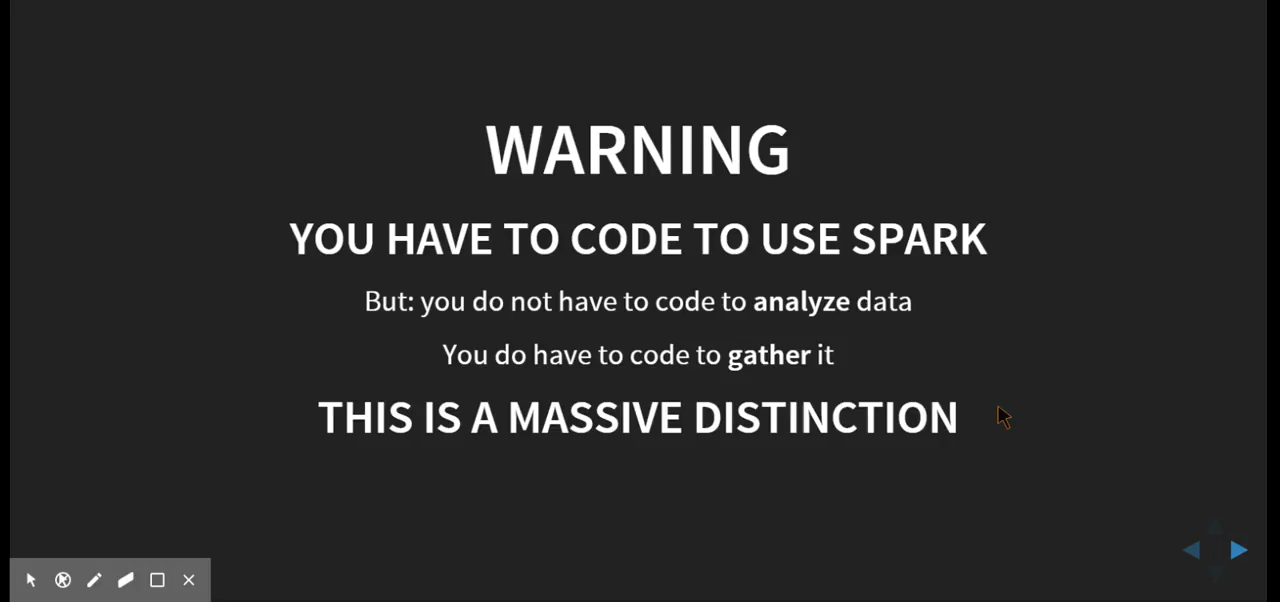 WARNING
YOU HAVE TO CODE TO USE SPARK
But: you do not have to code to analyze data
You do have to code to gather it
THIS IS A MASSIVE DISTINCTION